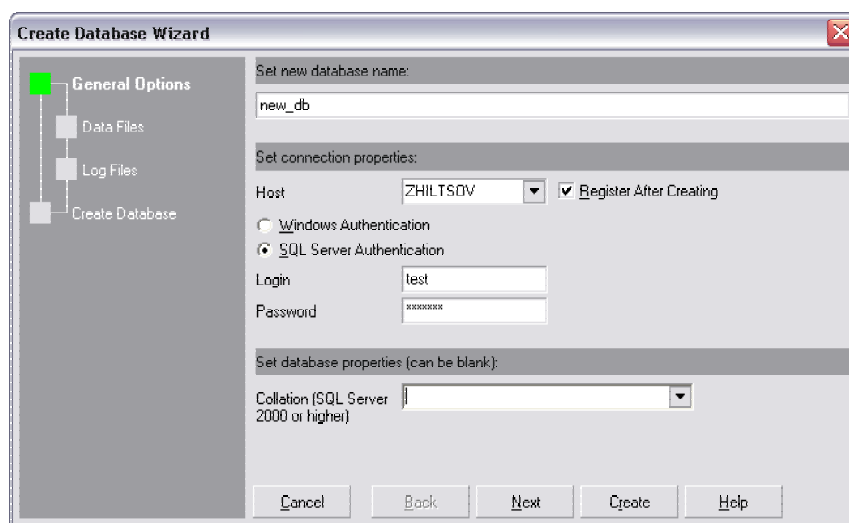 Create Database Wizard
General Options
Data Files
Log Files
Create Database
Set new database name:
new_db
Set connection properties:
Host
ZHILTSOV
Register After Creating
Windows Authentication
SQL Server Authentication
Login
test
Password
*******
Set database properties (can be blank):
Collation (SQL Server
2000 or higher)
Cancel
Back
Next
Create
Help